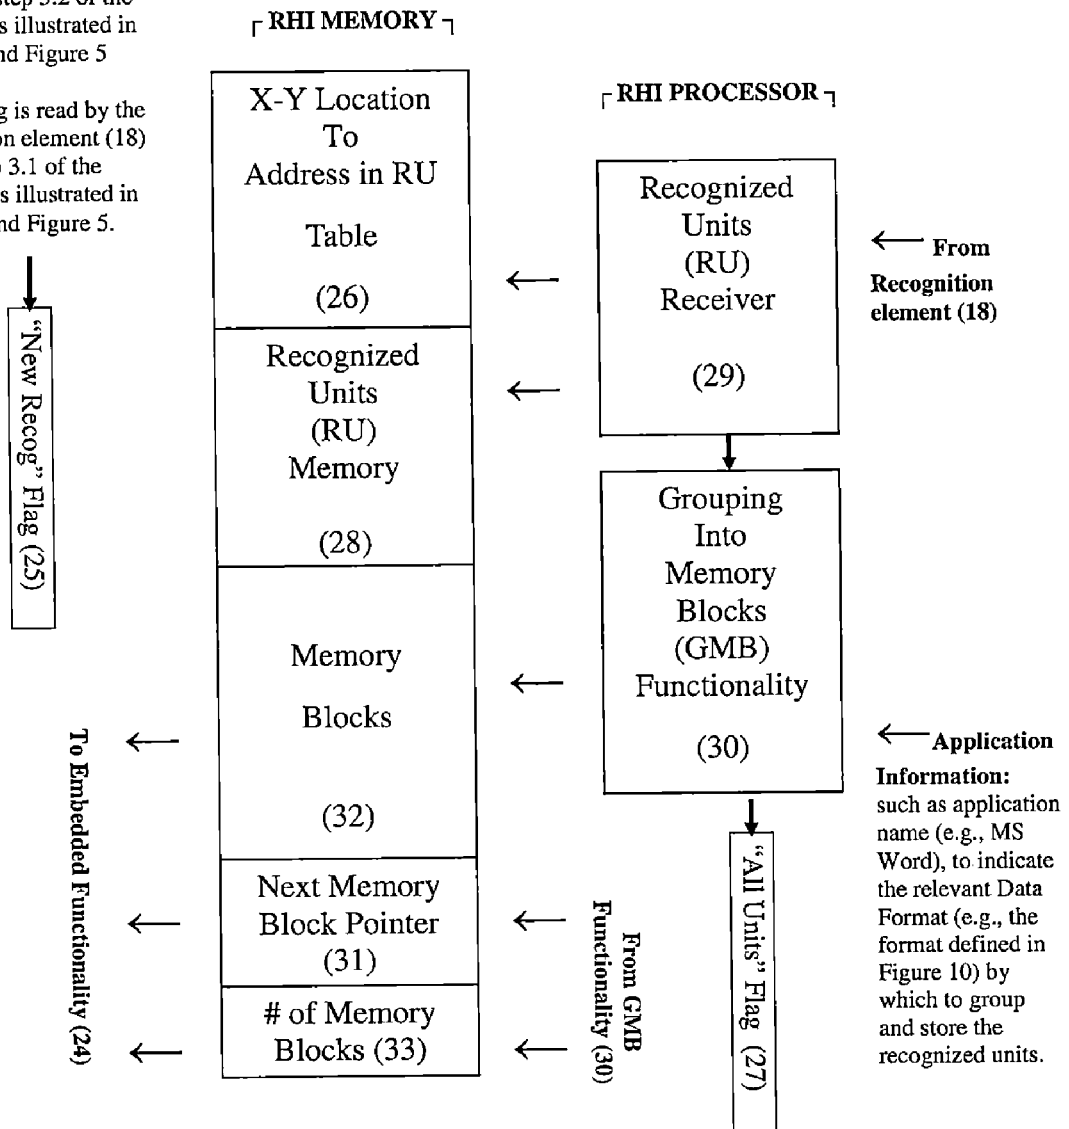 step 3.2 of the
s illustrated in
nd Figure 5
g is read by the
on element (18)
3.1 of the
s illustrated in
nd Figure 5.
"New Recog" Flag (25)
RHI MEMORY
X-Y Location
To
Address in RU
Table
(26)
Recognized
Units
(RU)
Memory
(28)
Memory
Blocks
(32)
Next Memory
Block Pointer
(31)
# of Memory
Blocks (33)
To Embedded Functionality (24)
RHI PROCESSOR
Recognized
Units
(RU)
Receiver
(29)
Grouping
Into
Memory
Blocks
(GMB)
Functionality
(30)
From GMB
Functionality (30)
"All Units" Flag (27)
From
Recognition
element (18)
Application
Information:
such as application
name (e.g., MS
Word), to indicate
the relevant Data
Format (e.g., the
format defined in
Figure 10) by
which to group
and store the
recognized units.